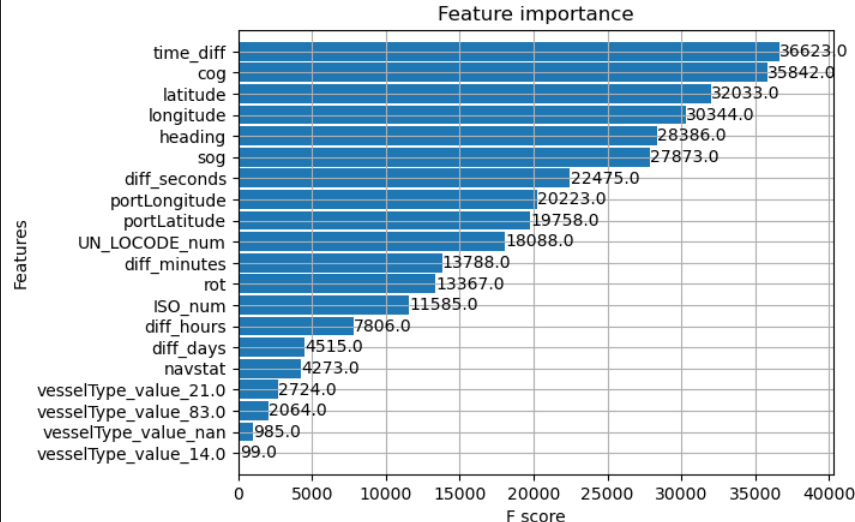 Feature importance
time_diff 36623.0
cog 35842.0
latitude 32033.0
longitude 30344.0
heading 28386.0
sog 27873.0
diff_seconds 22475.0
portLongitude 20223.0
portLatitude 19758.0
UN_LOCODE_num 18088.0
diff_minutes 13788.0
rot 13367.0
ISO_num 11585.0
diff_hours 7806.0
diff_days 4515.0
navstat 4273.0
vesselType_value_21.0 2724.0
vesselType_value_83.0 2064.0
vesselType_value_nan 985.0
vesselType_value_14.0 99.0
Features
0 5000 10000 15000 20000 25000 30000 35000 40000
F score